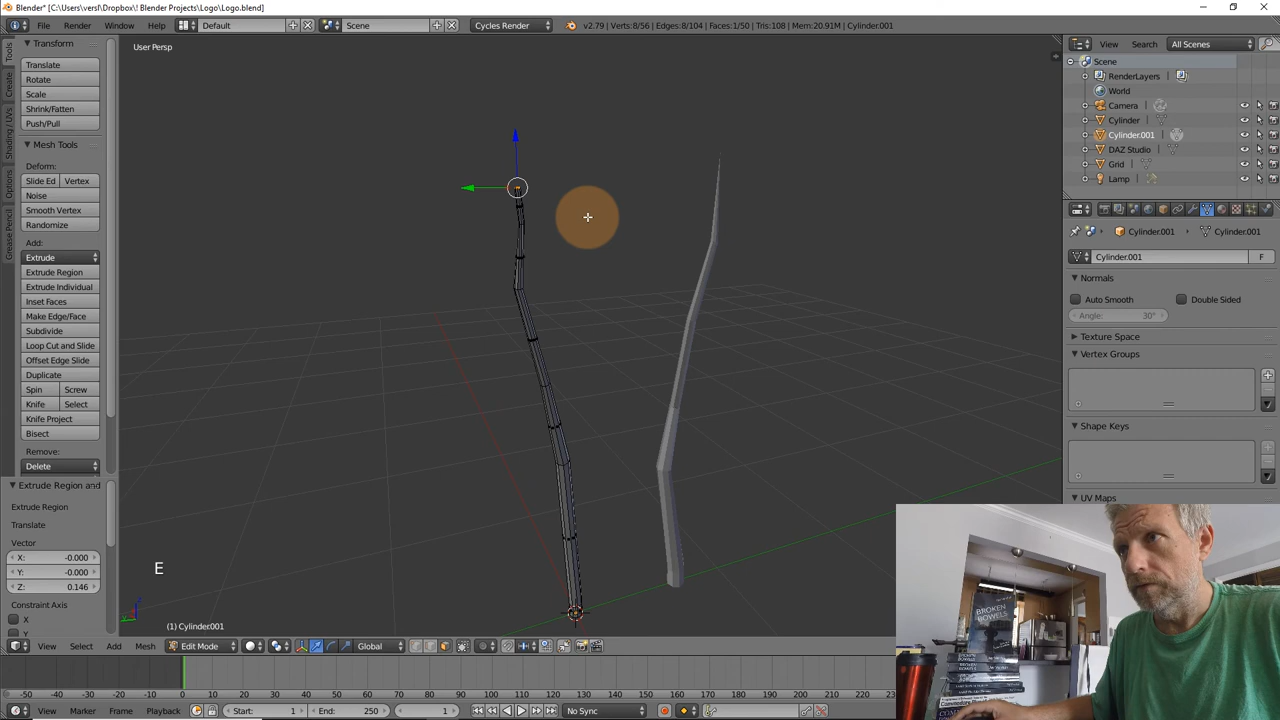 Blender* [C:\Users\versl\Dropbox\! Blender Projects\Logo\Logo.blend]
File Render Window Help Default Scene Cycles Render v2.79 | Verts:8/56 | Edges:8/104 | Faces:1/50 | Tris:108 | Mem:20.91M | Cylinder.001
Tools
Create
Shading / UVs
Options
Grease Pencil
Transform
Translate
Rotate
Scale
Shrink/Fatten
Push/Pull
Mesh Tools
Deform:
Slide Ed Vertex
Noise
Smooth Vertex
Randomize
Add:
Extrude
Extrude Region
Extrude Individual
Inset Faces
Make Edge/Face
Subdivide
Loop Cut and Slide
Offset Edge Slide
Duplicate
Spin Screw
Knife Select
Knife Project
Bisect
Remove:
Delete
Extrude Region and
Extrude Region
Translate
Vector
X: -0.000
Y: -0.000
Z: 0.146
Constraint Axis
X
Y
User Persp
E
(1) Cylinder.001
View Search All Scenes
Scene
RenderLayers
World
Camera
Cylinder
Cylinder.001
DAZ Studio
Grid
Lamp
Cylinder.001 Cylinder.001
Cylinder.001 F
Normals
Auto Smooth Double Sided
Angle: 30°
Texture Space
Vertex Groups
Shape Keys
UV Maps
BROKEN
BOWELS
View Select Add Mesh Edit Mode Global
-50 -40 -30 -20 -10 0 10 20 30 40 50 60 70 80 90 100 110 120 130 140 150 160 170 180 190
View Marker Frame Playback Start: 1 End: 250 1 No Sync